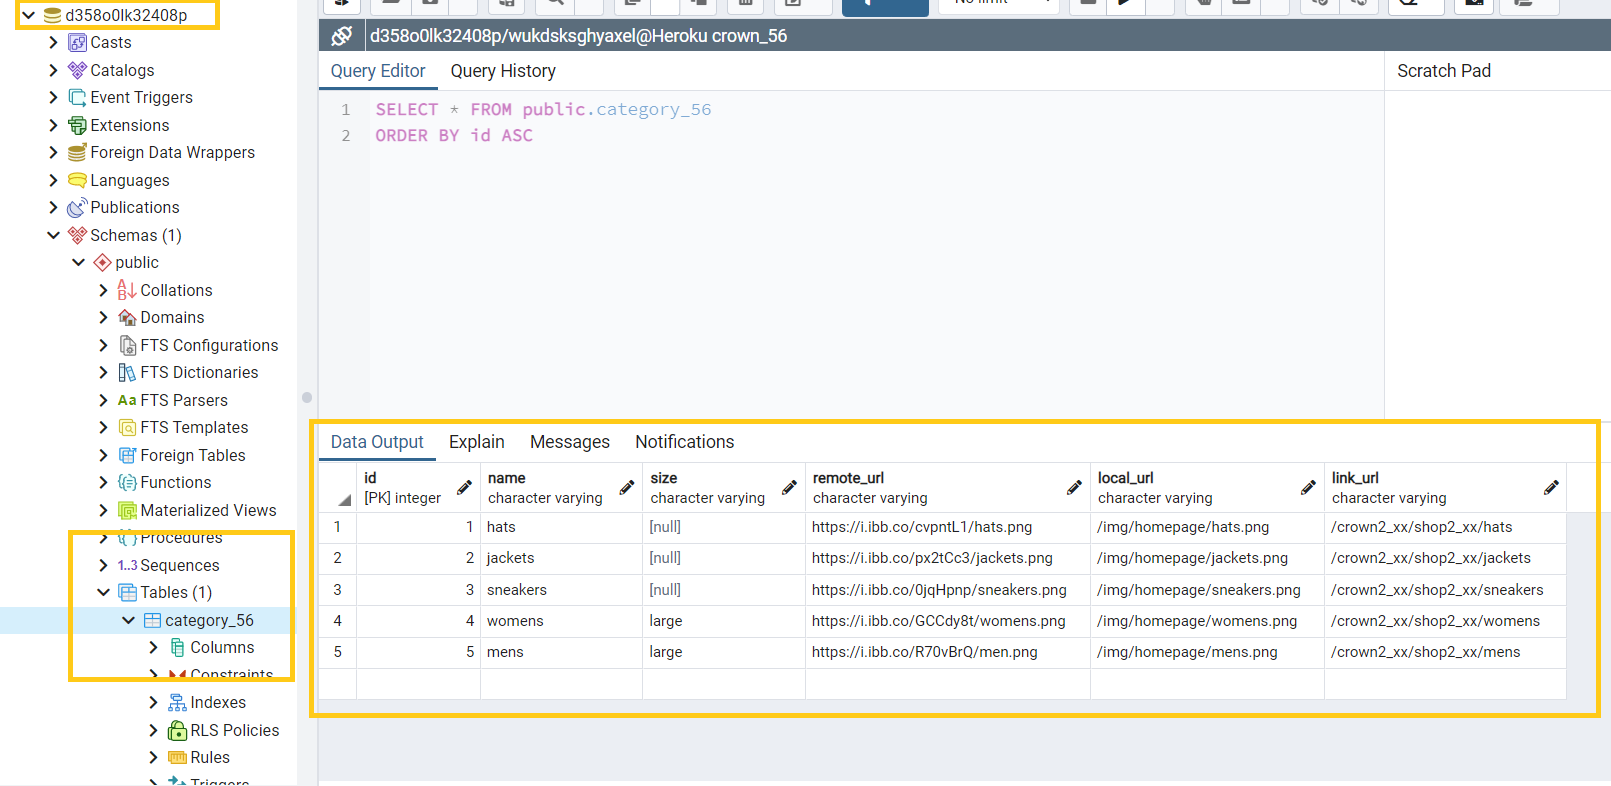 d358o0lk32408p
Casts
Catalogs
Event Triggers
Extensions
Foreign Data Wrappers
Languages
Publications
Schemas (1)
public
Collations
Domains
FTS Configurations
FTS Dictionaries
Aa FTS Parsers
FTS Templates
Foreign Tables
Functions
Materialized Views
Procedures
1..3 Sequences
Tables (1)
category_56
Columns
Constraints
Indexes
RLS Policies
Rules
Triggers
No limit
d358o0lk32408p/wukdsksghyaxel@Heroku crown_56
Query Editor Query History Scratch Pad
1 SELECT * FROM public.category_56
2 ORDER BY id ASC
Data Output Explain Messages Notifications
id name size remote_url local_url link_url
[PK] integer character varying character varying character varying character varying character varying
1 1 hats [null] https://i.ibb.co/cvpntL1/hats.png /img/homepage/hats.png /crown2_xx/shop2_xx/hats
2 2 jackets [null] https://i.ibb.co/px2tCc3/jackets.png /img/homepage/jackets.png /crown2_xx/shop2_xx/jackets
3 3 sneakers [null] https://i.ibb.co/0jqHpnp/sneakers.png /img/homepage/sneakers.png /crown2_xx/shop2_xx/sneakers
4 4 womens large https://i.ibb.co/GCCdy8t/womens.png /img/homepage/womens.png /crown2_xx/shop2_xx/womens
5 5 mens large https://i.ibb.co/R70vBrQ/men.png /img/homepage/mens.png /crown2_xx/shop2_xx/mens